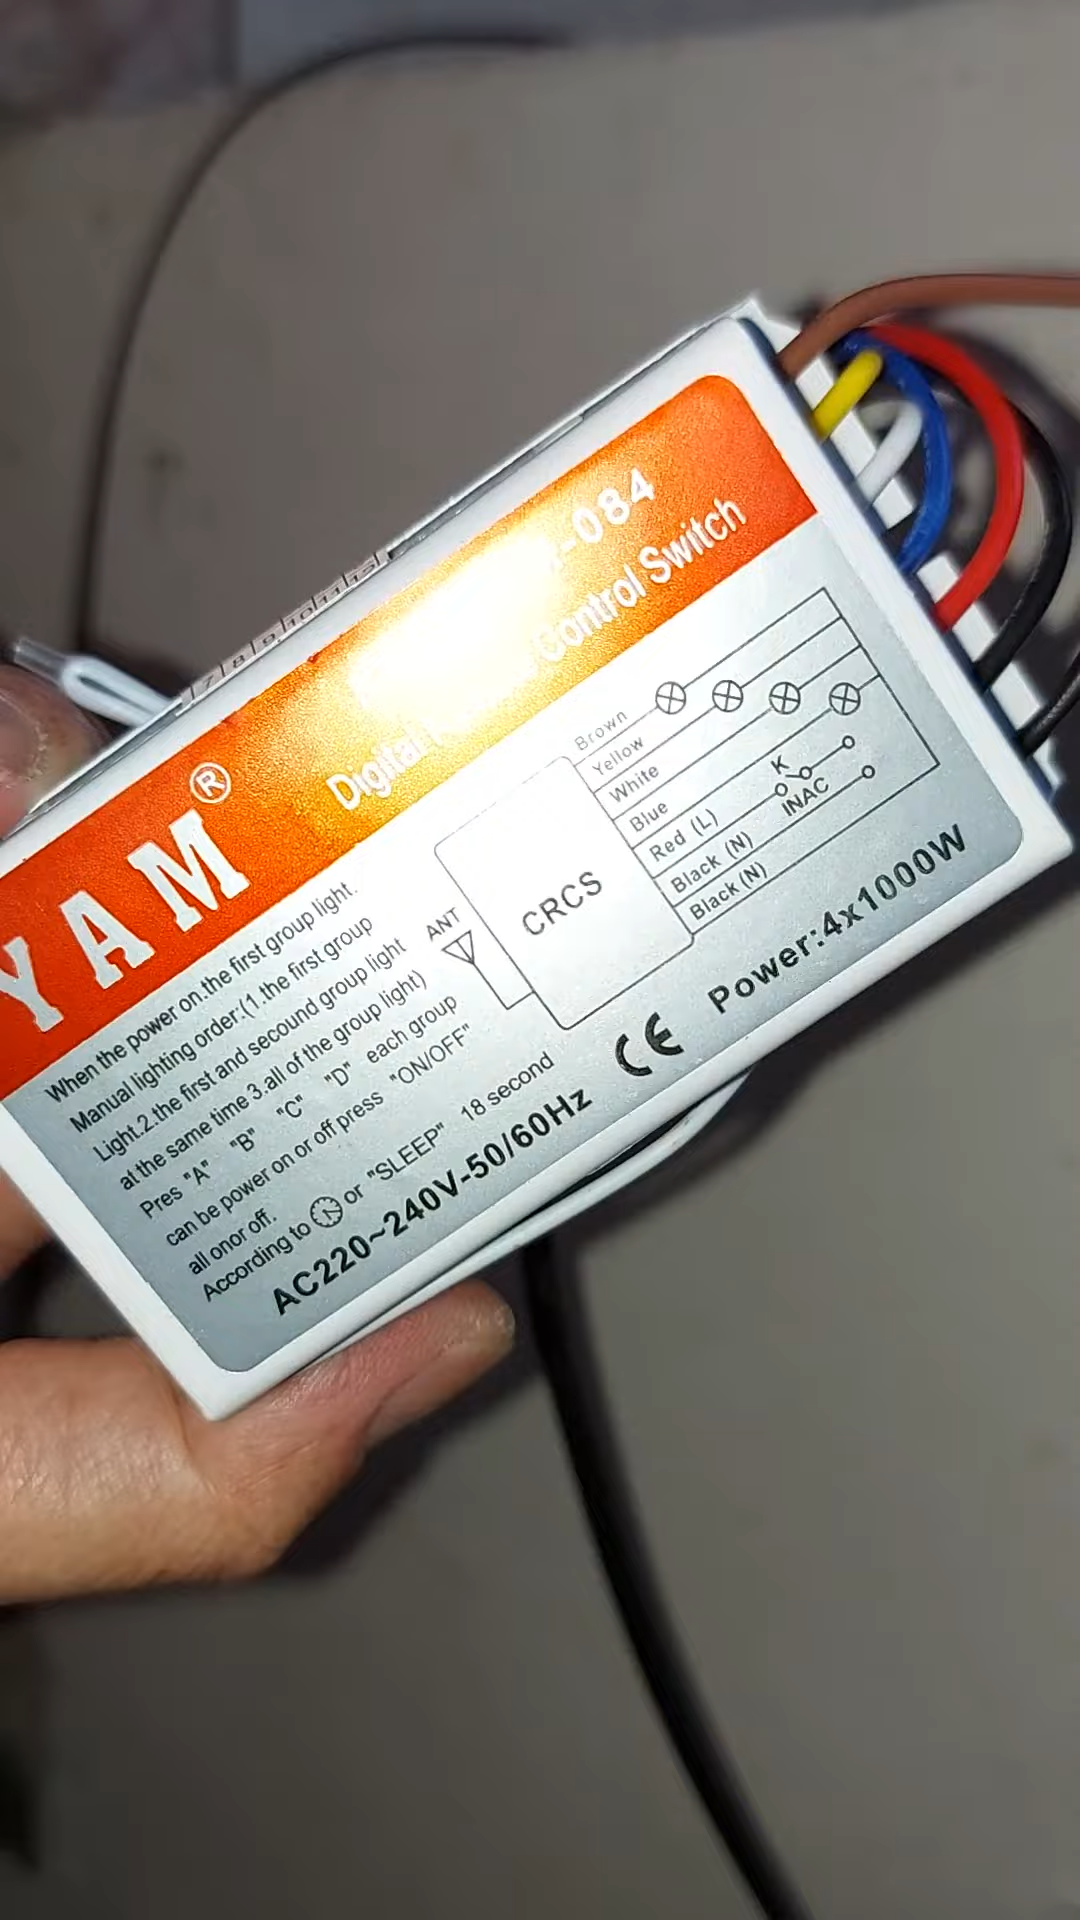 YAM®
-084
Digital Control Switch
When the power on.the first group light.
Manual lighting order:(1.the first group
Light.2.the first and secound group light
at the same time 3.all of the group light)
Pres "A" "B" "C" "D" each group
can be power on or off press "ON/OFF"
all onor off.
According to or "SLEEP" 18 second
AC220~240V-50/60Hz
ANT
CRCS
Brown
Yellow
White
Blue
Red (L)
Black (N)
Black (N)
K
INAC
CE
Power:4x1000W
7 8 9 10 11 12